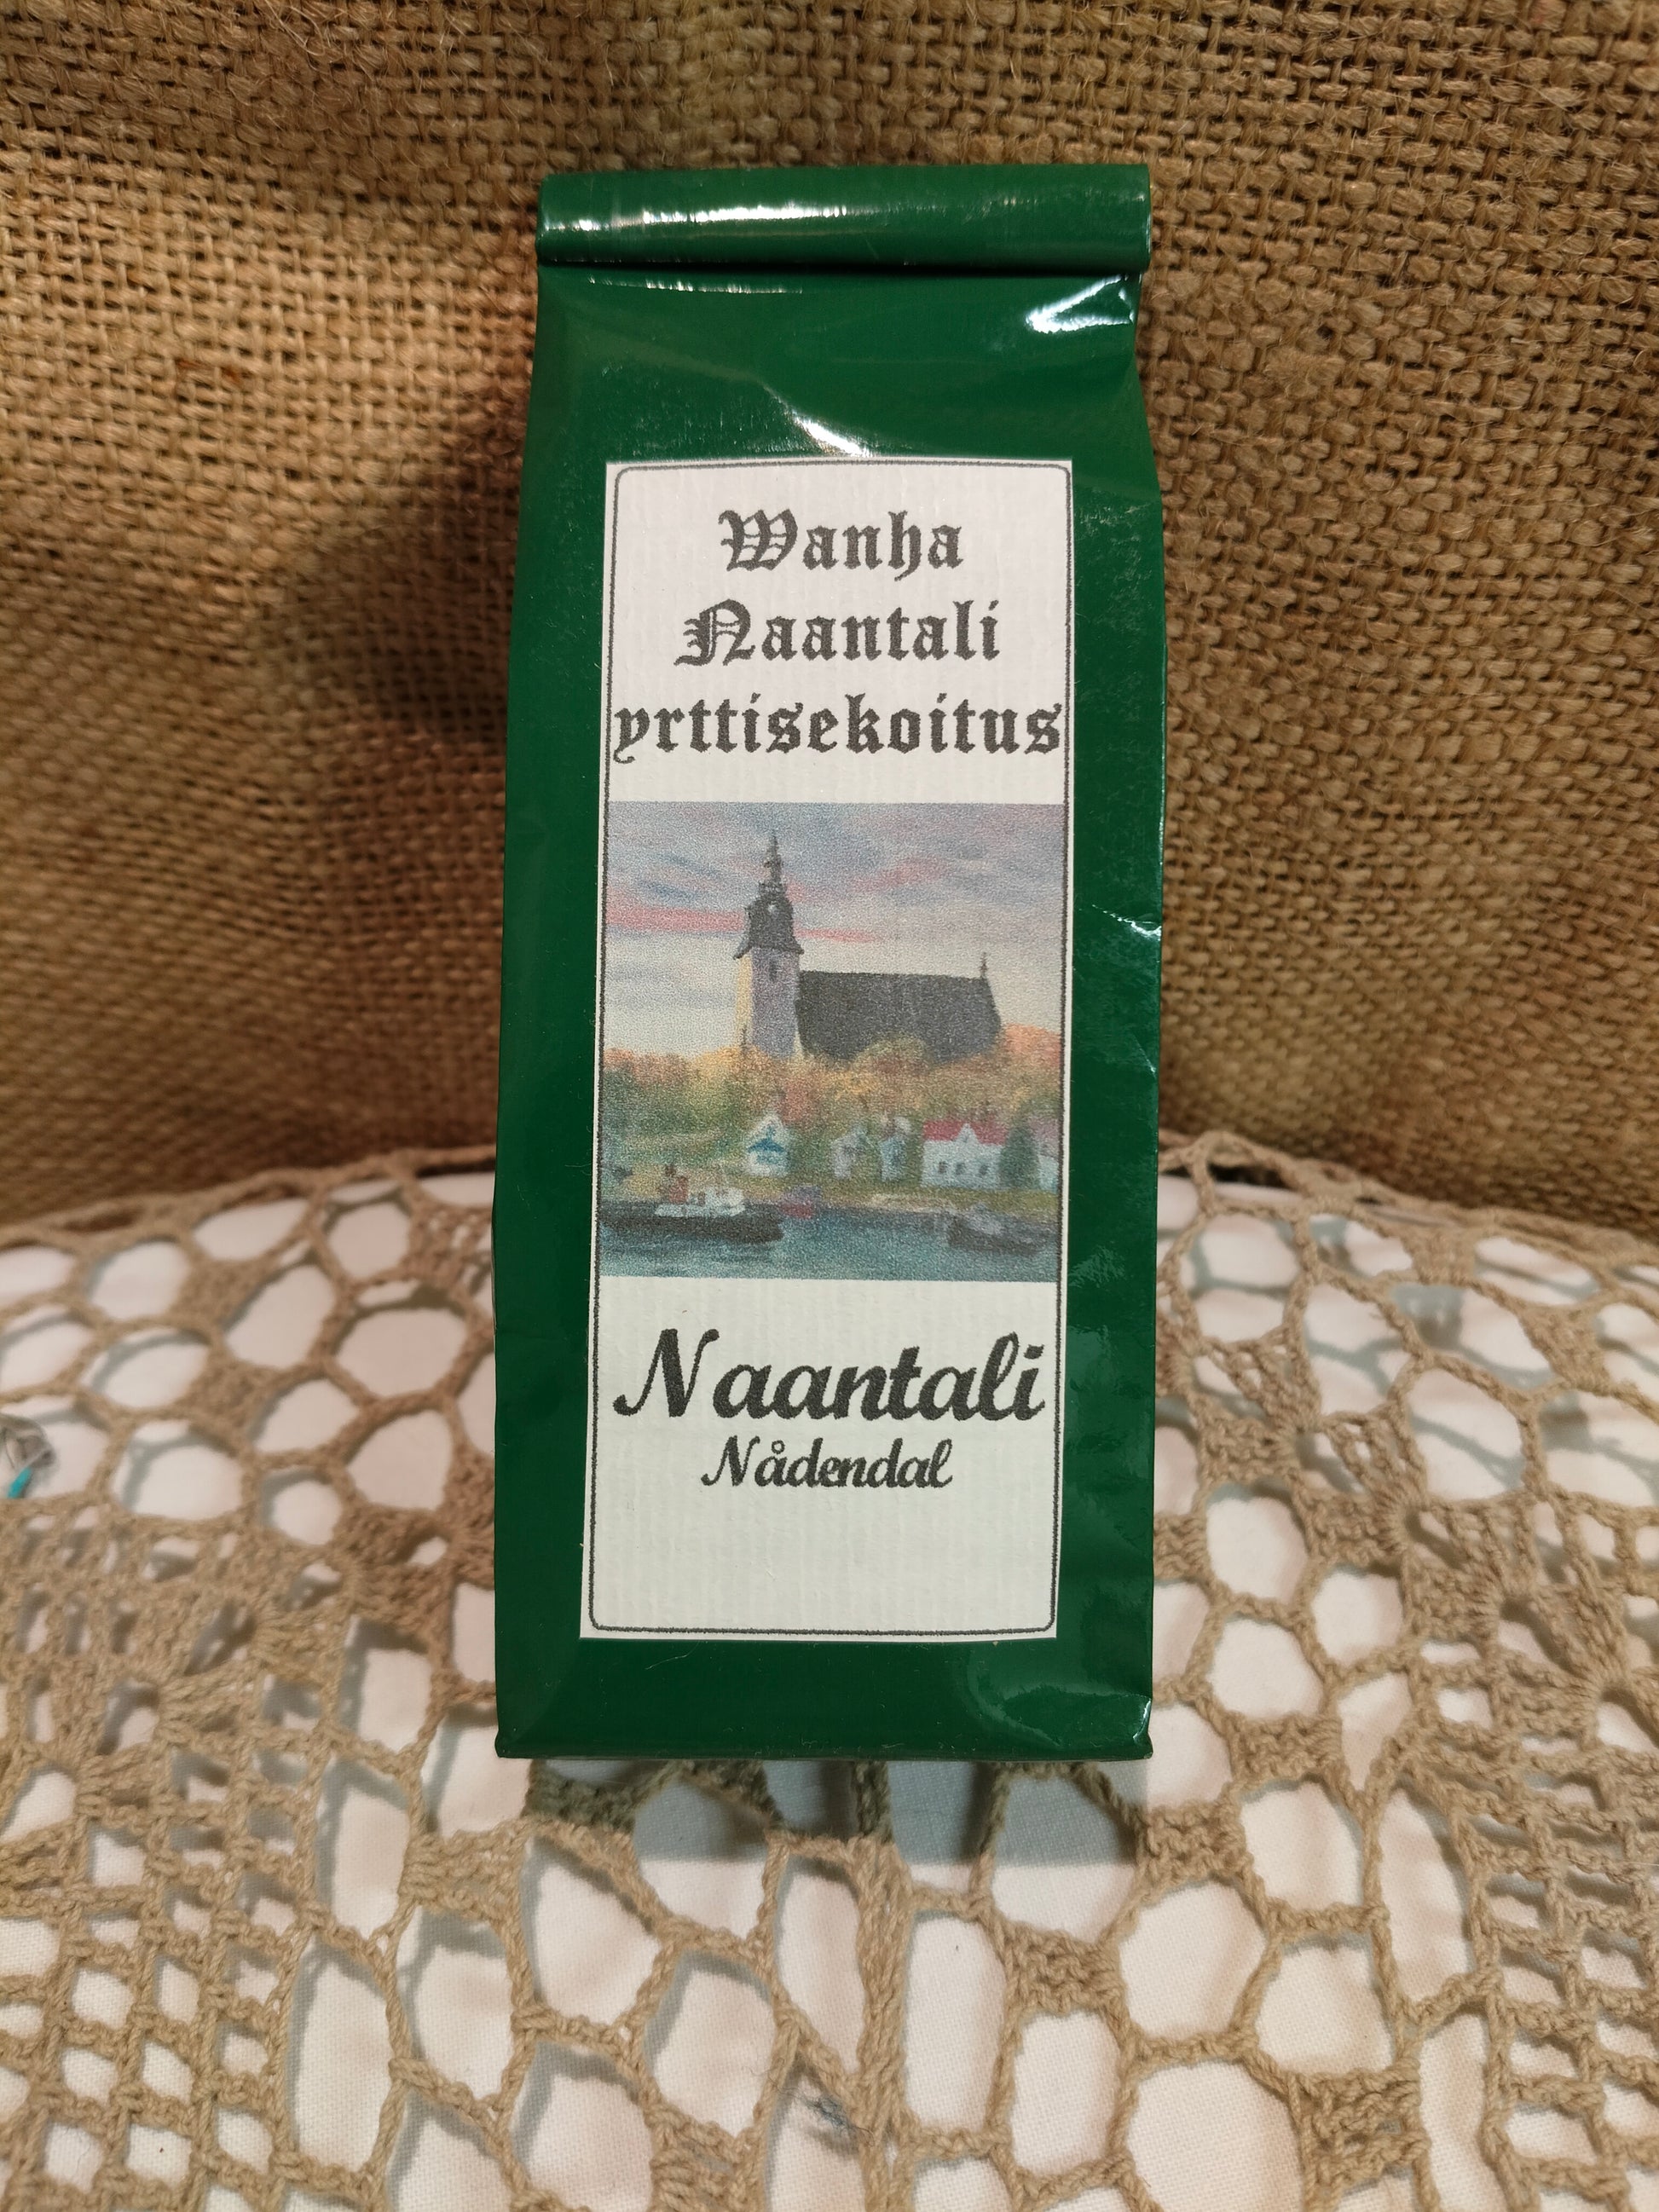 Wanha
Naantali
yrttisekoitus
Naantali
Nådendal